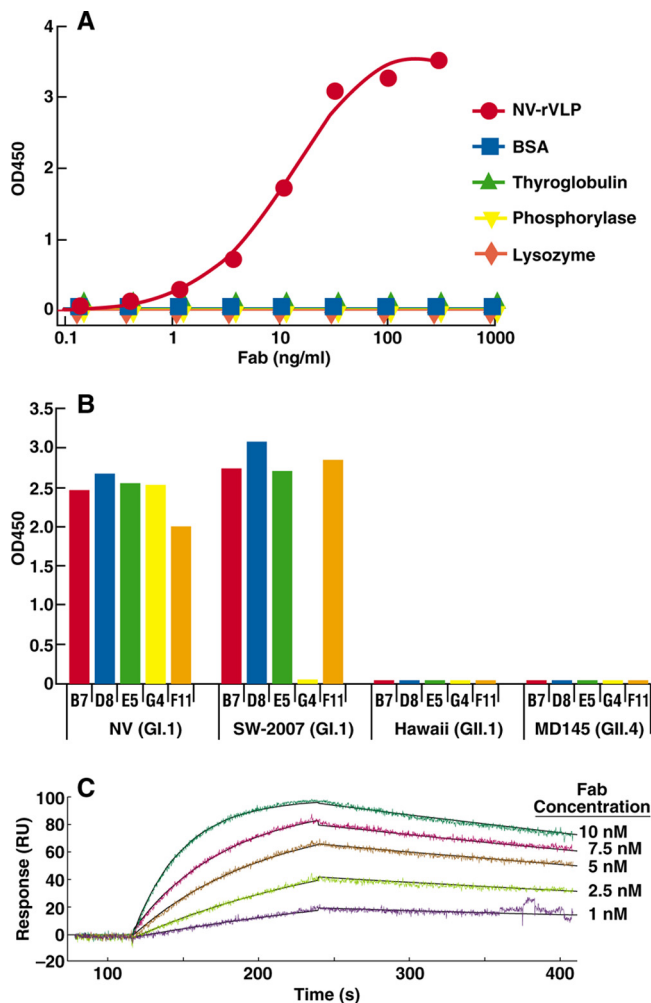 A
OD450
4
3
2
1
0
0.1 1 10 100 1000
Fab (ng/ml)
NV-rVLP
BSA
Thyroglobulin
Phosphorylase
Lysozyme
B
OD450
3.5
3.0
2.5
2.0
1.5
1.0
0.5
0
B7 D8 E5 G4 F11 B7 D8 E5 G4 F11 B7 D8 E5 G4 F11 B7 D8 E5 G4 F11
NV (GI.1) SW-2007 (GI.1) Hawaii (GII.1) MD145 (GII.4)
C
Response (RU)
100
80
60
40
20
0
–20
100 200 300 400
Time (s)
Fab
Concentration
10 nM
7.5 nM
5 nM
2.5 nM
1 nM